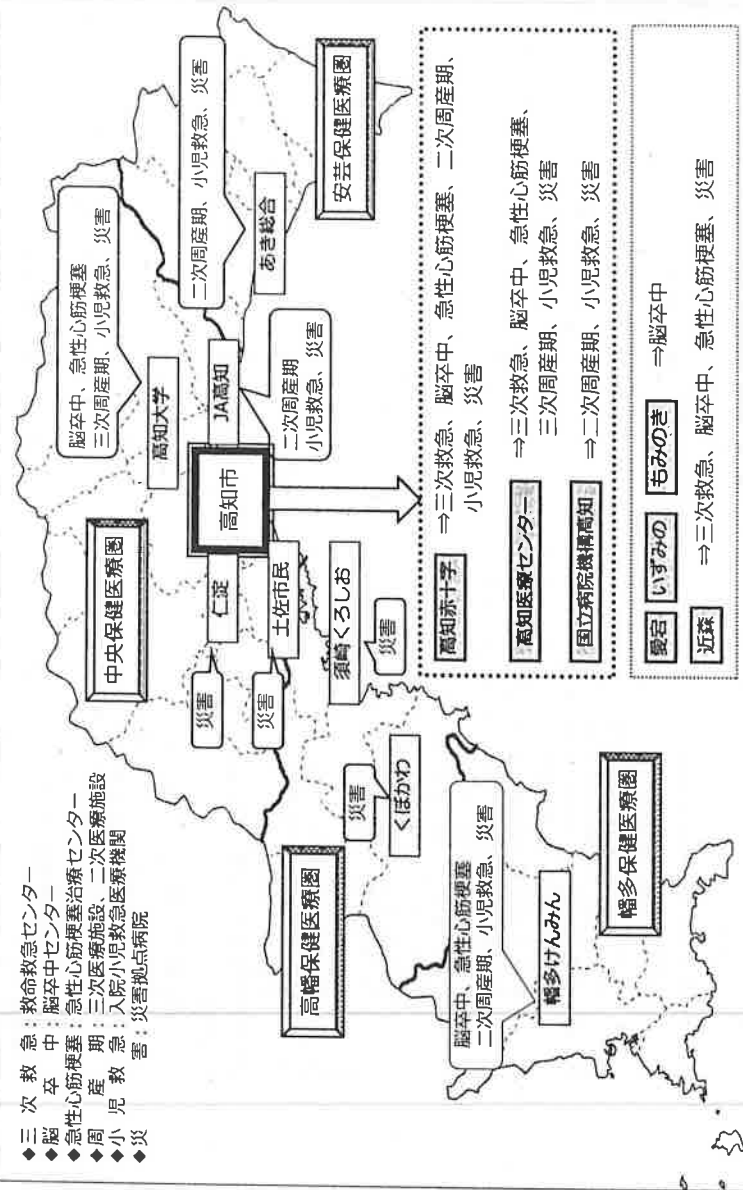 ◆三次救急：救命救急センター
◆脳卒中：脳卒中センター
◆急性心筋梗塞：急性心筋梗塞治療センター
◆周産期：三次医療施設、二次医療施設
◆小児救急：入院小児救急医療機関
◆災害：災害拠点病院
中央保健医療圏
脳卒中、急性心筋梗塞
三次周産期、小児救急、災害
高知大学
二次周産期、小児救急、災害
あき総合
安芸保健医療圏
災害
仁淀
高知市
JA高知
二次周産期
小児救急、災害
災害
土佐市民
須崎くろしお
災害
高幡保健医療圏
災害
くぼかわ
脳卒中、急性心筋梗塞
二次周産期、小児救急、災害
幡多けんみん
幡多保健医療圏
高知赤十字 ⇒三次救急、脳卒中、急性心筋梗塞、二次周産期、
小児救急、災害
高知医療センター ⇒三次救急、脳卒中、急性心筋梗塞、
三次周産期、小児救急、災害
国立病院機構高知 ⇒二次周産期、小児救急、災害
愛宕 いずみの もみのき ⇒脳卒中
近森 ⇒三次救急、脳卒中、急性心筋梗塞、災害